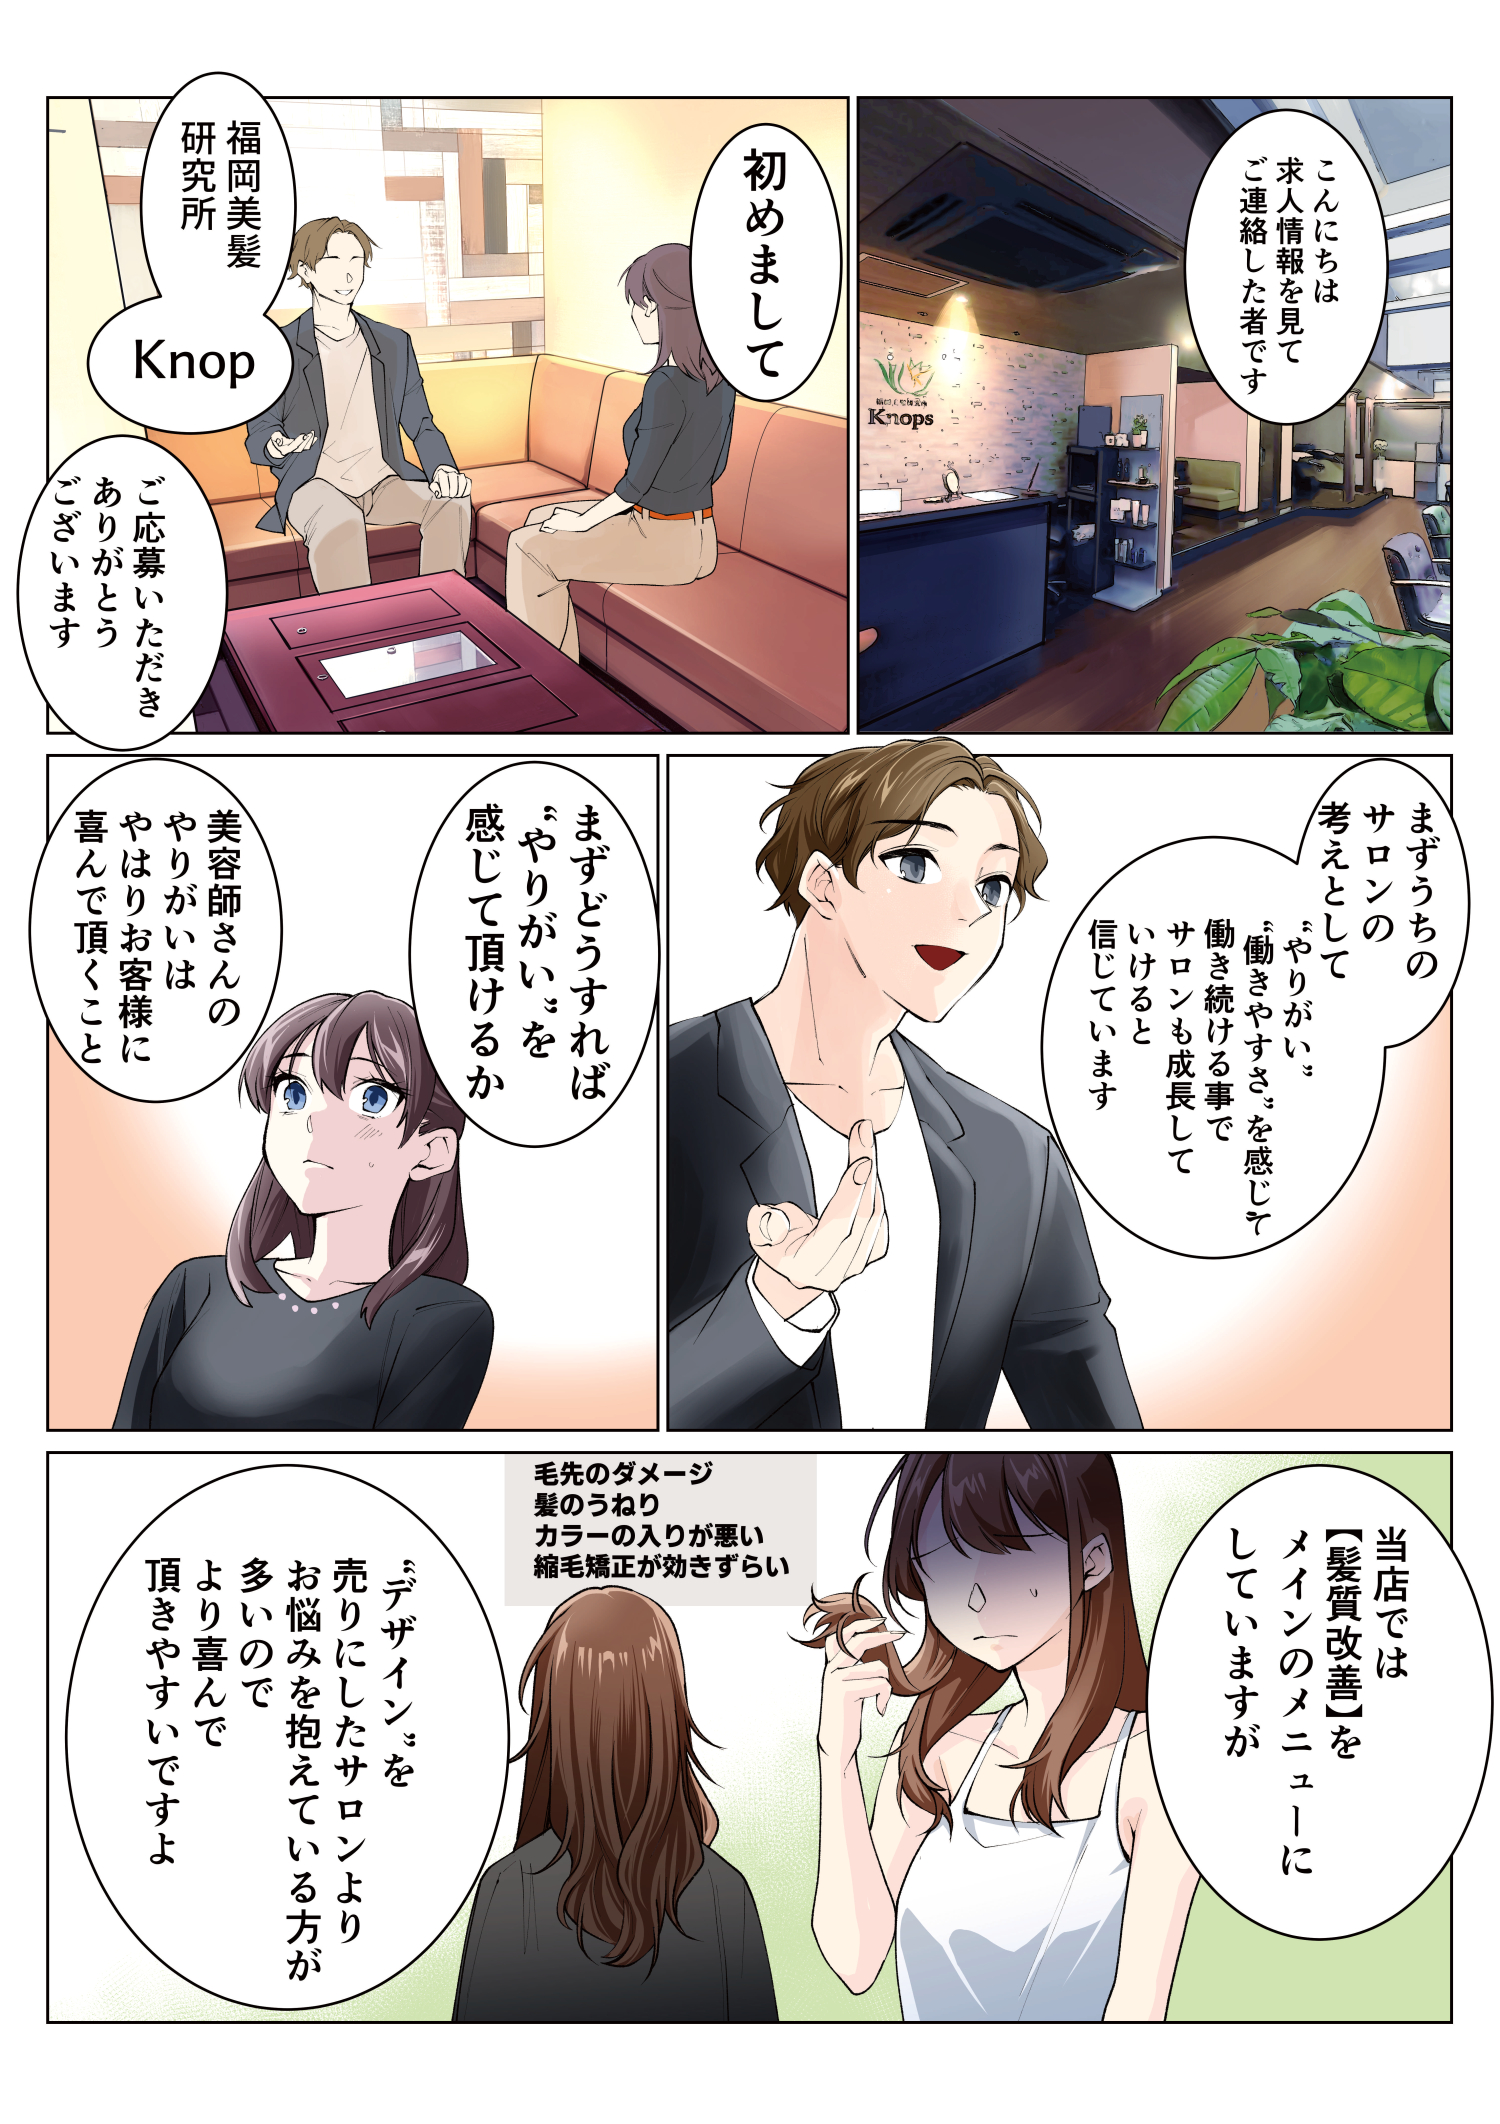 こんにちは
求人情報を見て
ご連絡した者です
Knops
初めまして
福岡美髪
研究所
Knop
ご応募いただき
ありがとう
ございます
まずうちの
サロンの
考えとして
“やりがい”
“働きやすさ”を感じて
働き続ける事で
サロンも成長して
いけると
信じています
まずどうすれば
“やりがい”を
感じて頂けるか
美容師さんの
やりがいは
やはりお客様に
喜んで頂くこと
当店では
【髪質改善】を
メインのメニューに
していますが
毛先のダメージ
髪のうねり
カラーの入りが悪い
縮毛矯正が効きずらい
“デザイン”を
売りにしたサロンより
お悩みを抱えている方が
多いので
より喜んで
頂きやすいですよ